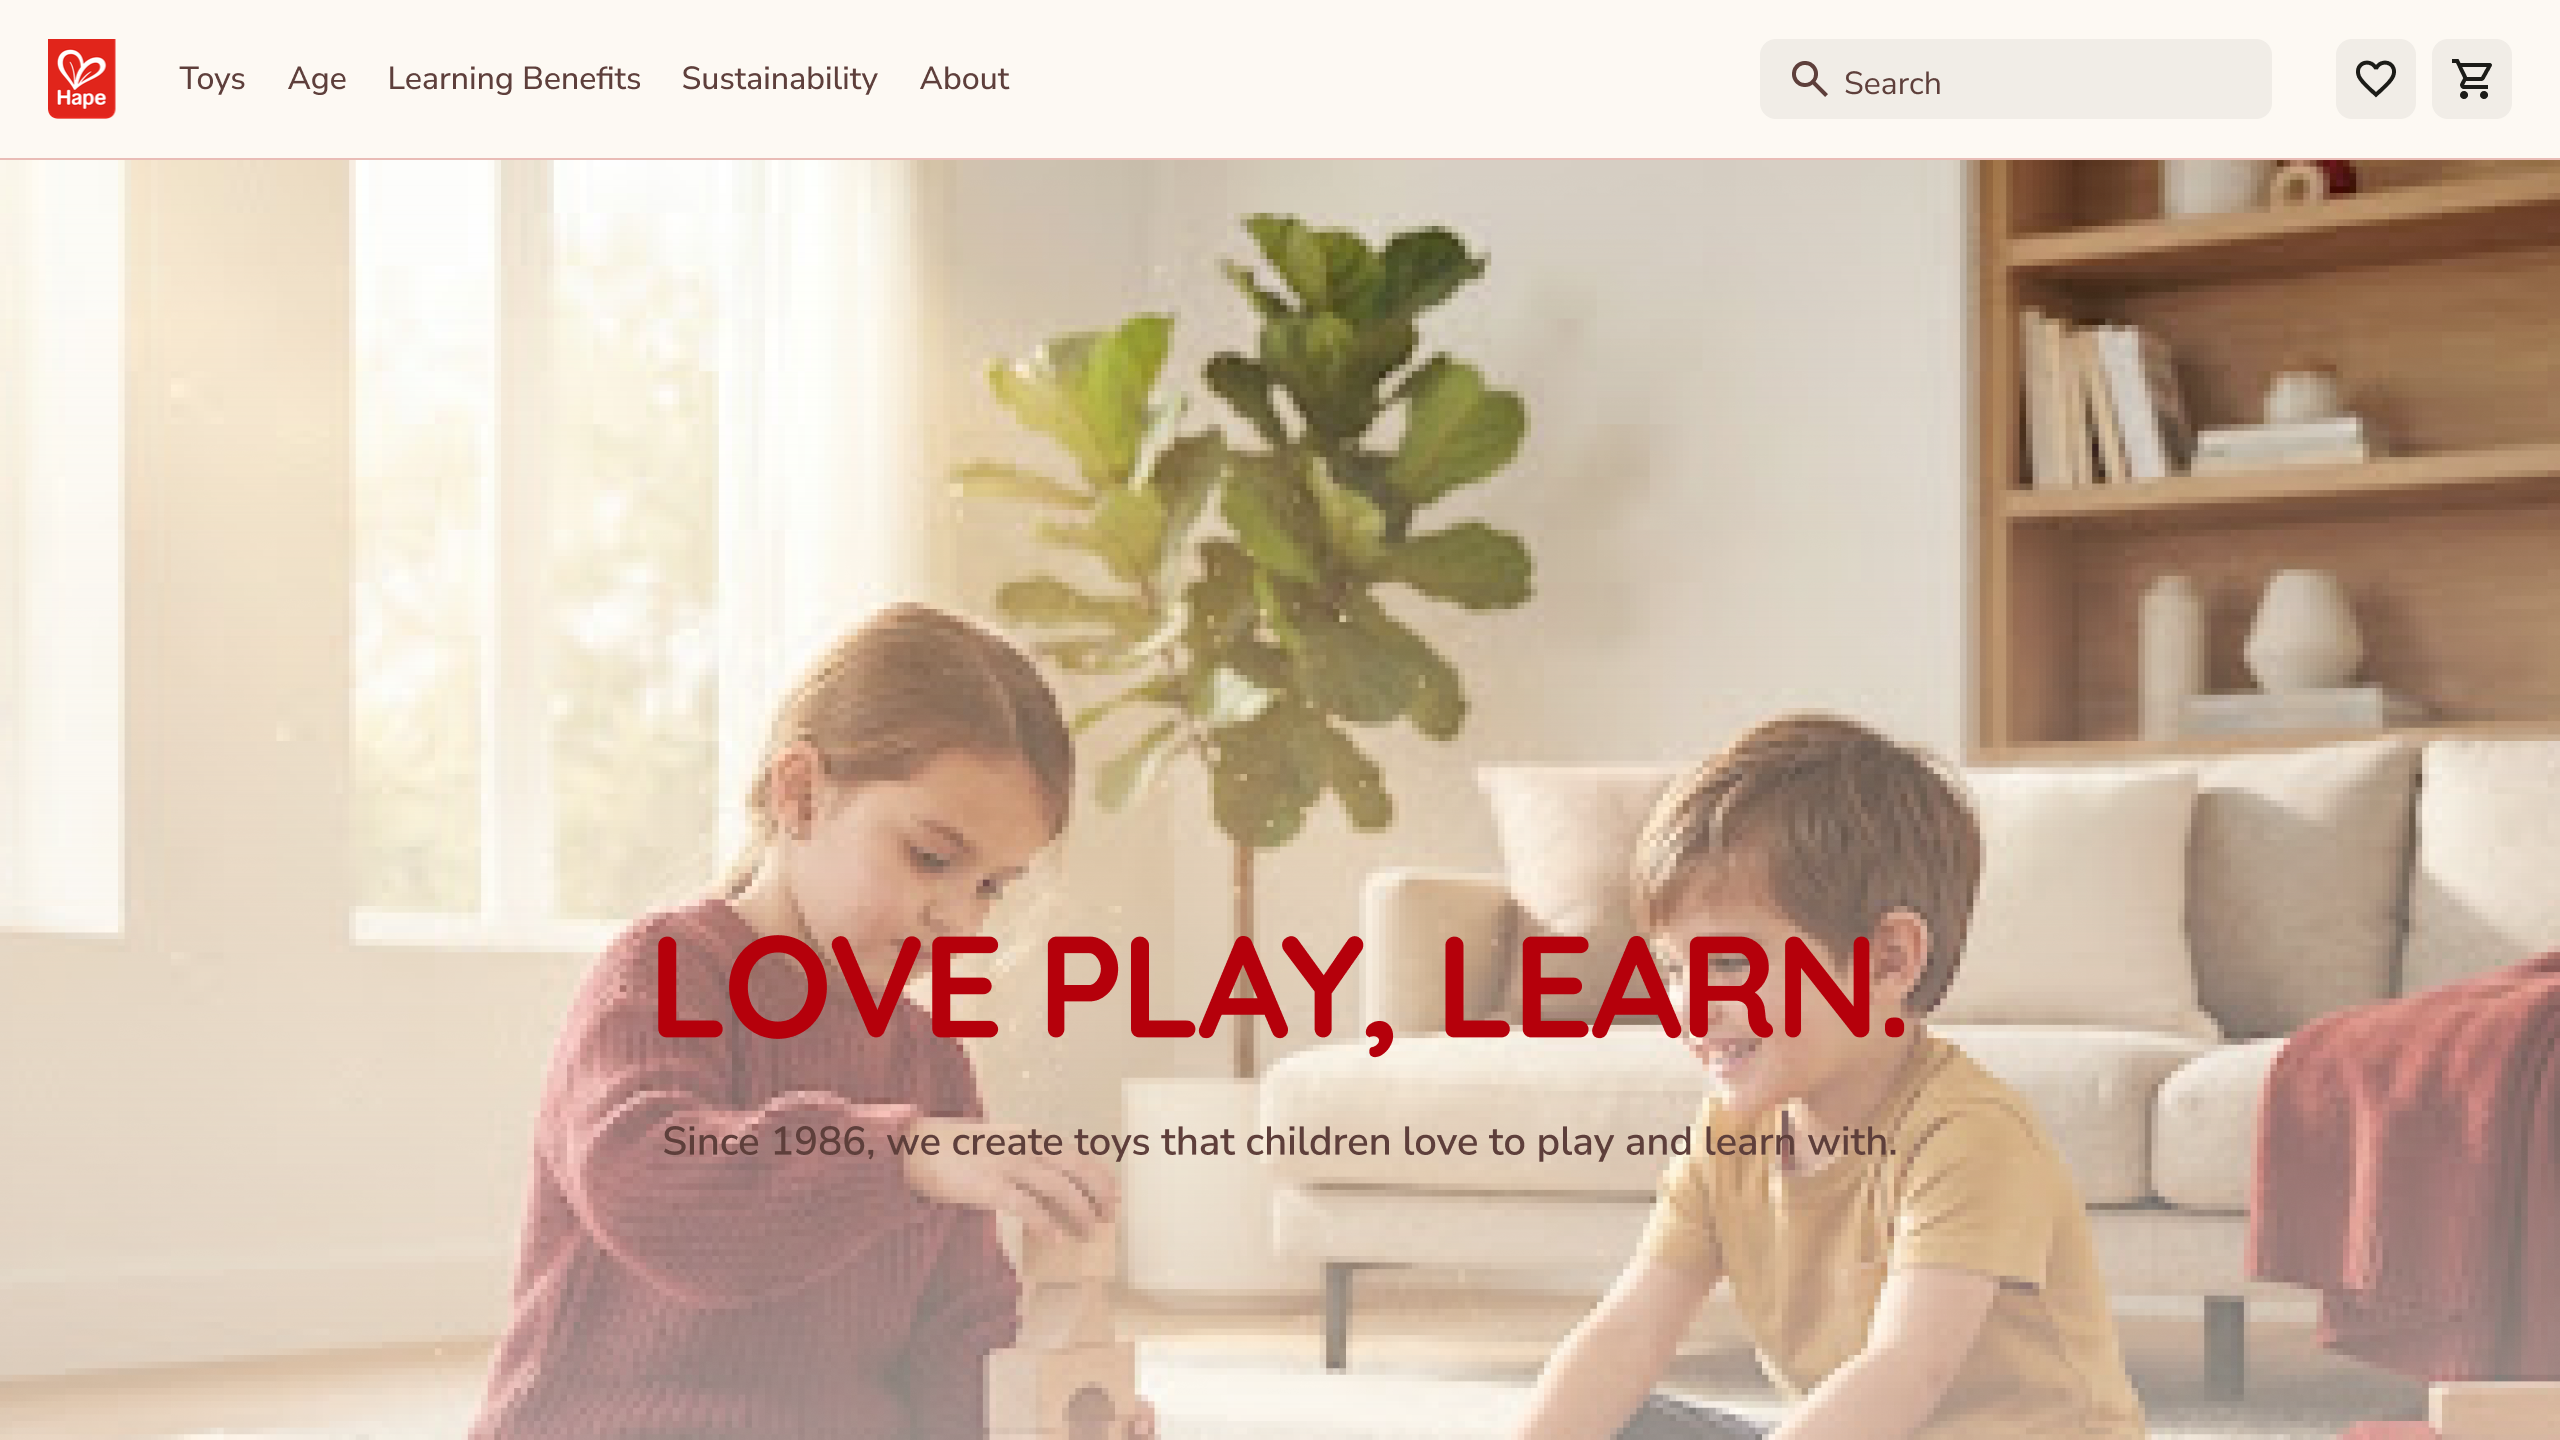 Hape
Toys
Age
Learning Benefits
Sustainability
About
Search
LOVE PLAY, LEARN.
Since 1986, we create toys that children love to play and learn with.